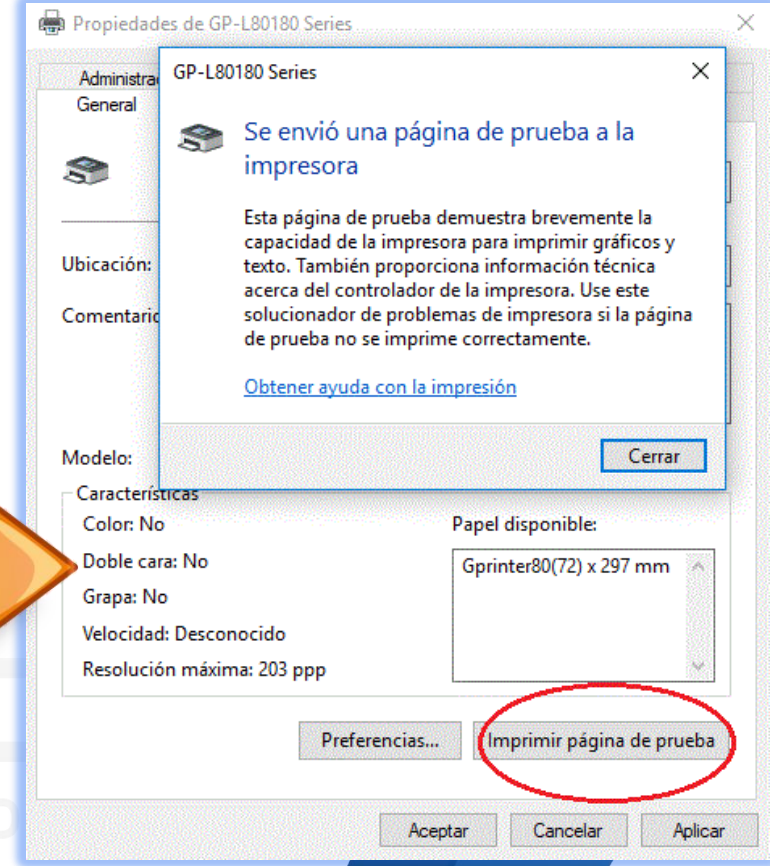 Propiedades de GP-L80180 Series
GP-L80180 Series
General
Se envió una página de prueba a la
impresora
Esta página de prueba demuestra brevemente la
capacidad de la impresora para imprimir gráficos y
texto. También proporciona información técnica
acerca del controlador de la impresora. Use este
solucionador de problemas de impresora si la página
de prueba no se imprime correctamente.
Obtener ayuda con la impresión
Cerrar
Ubicación:
Modelo:
Características
Color: No
Doble cara: No
Grapa: No
Velocidad: Desconocido
Resolución máxima: 203 ppp
Papel disponible:
Gprinter80(72) x 297 mm
Preferencias...
Imprimir página de prueba
Aceptar
Cancelar
Aplicar